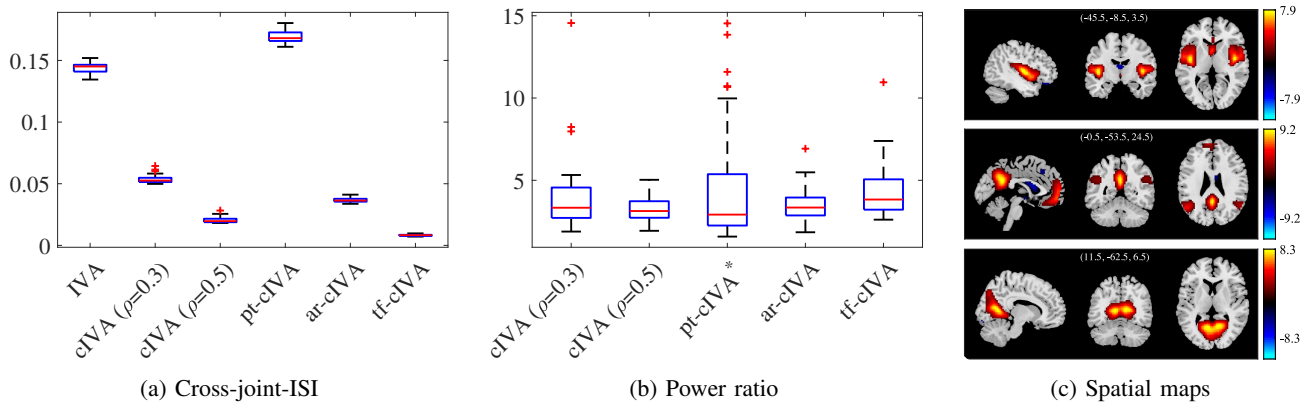 0.15
0.1
0.05
0
IVA
cIVA (ρ=0.3)
cIVA (ρ=0.5)
pt-cIVA
ar-cIVA
tf-cIVA
(a) Cross-joint-ISI
15
10
5
cIVA (ρ=0.3)
cIVA (ρ=0.5)
pt-cIVA*
ar-cIVA
tf-cIVA
(b) Power ratio
(-45.5, -8.5, 3.5)
7.9
-7.9
(-0.5, -53.5, 24.5)
9.2
-9.2
(11.5, -62.5, 6.5)
8.3
-8.3
(c) Spatial maps